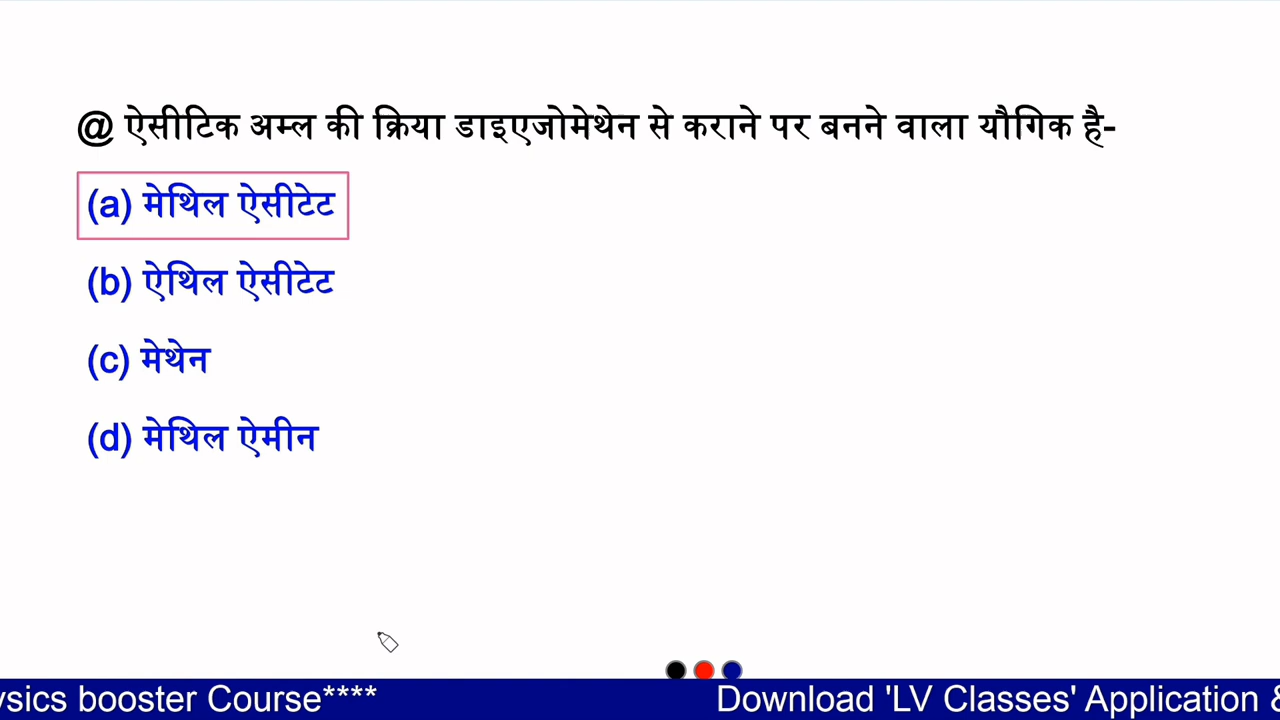 @ ऐसीटिक अम्ल की क्रिया डाइएजोमेथेन से कराने पर बनने वाला यौगिक है-
(a) मेथिल ऐसीटेट
(b) ऐथिल ऐसीटेट
(c) मेथेन
(d) मेथिल ऐमीन
ysics booster Course**** Download 'LV Classes' Application &